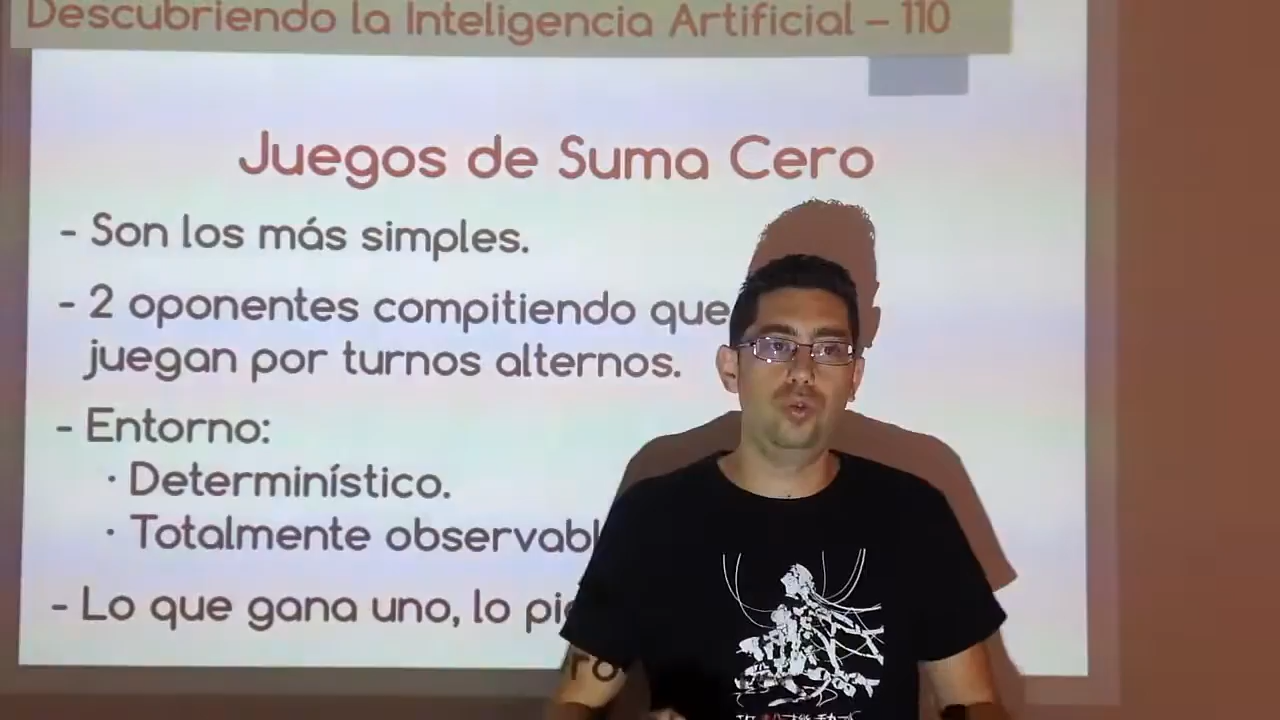 Descubriendo la Inteligencia Artificial – 110
Juegos de Suma Cero
- Son los más simples.
- 2 oponentes compitiendo que
juegan por turnos alternos.
- Entorno:
· Determinístico.
· Totalmente observabl
- Lo que gana uno, lo pie